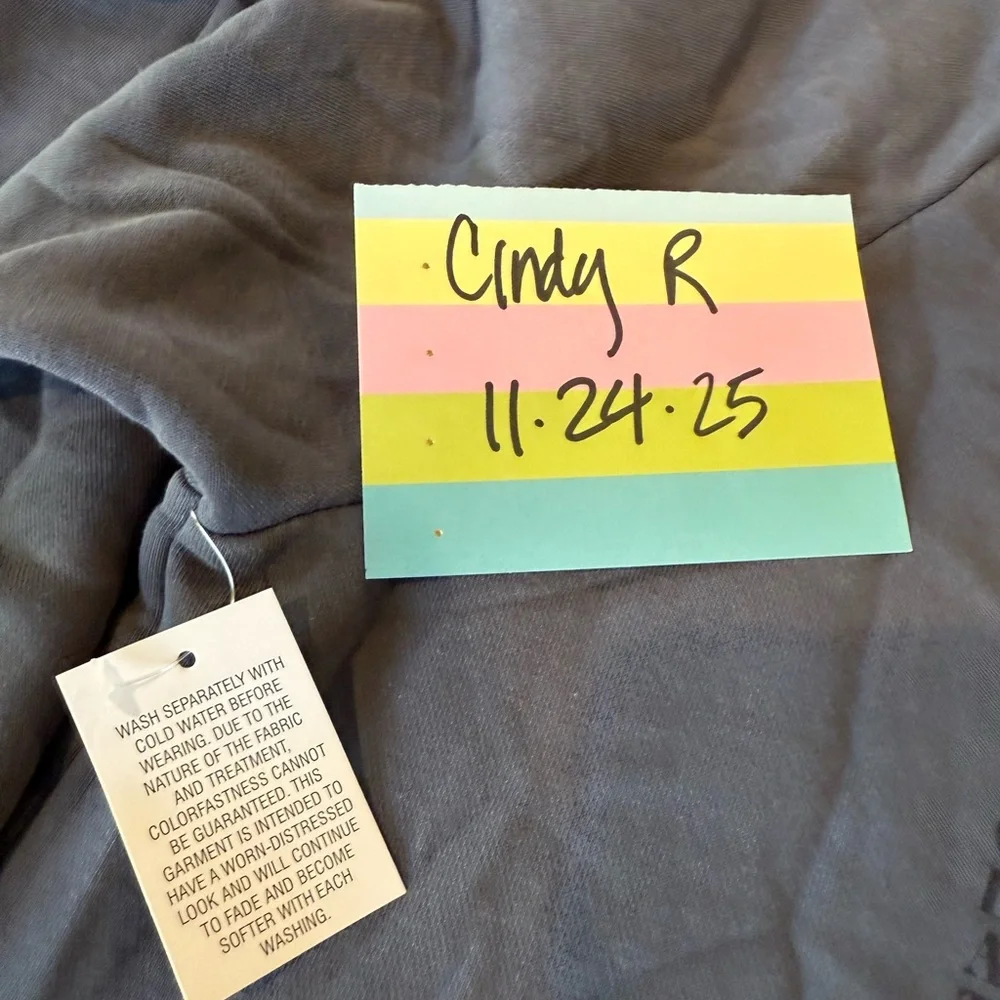 Cindy R
11.24.25
WASH SEPARATELY WITH
COLD WATER BEFORE
WEARING. DUE TO THE
NATURE OF THE FABRIC
AND TREATMENT,
COLORFASTNESS CANNOT
BE GUARANTEED. THIS
GARMENT IS INTENDED TO
HAVE A WORN-DISTRESSED
LOOK AND WILL CONTINUE
TO FADE AND BECOME
SOFTER WITH EACH
WASHING.